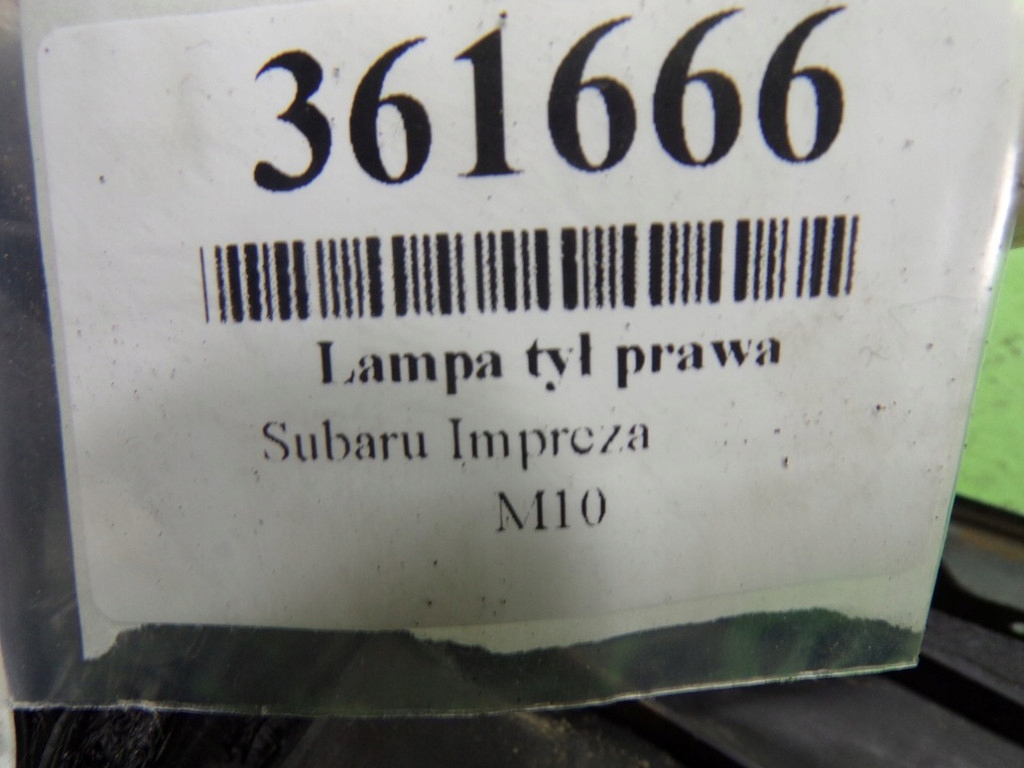 361666
Lampa tył prawa
Subaru Impreza
M10